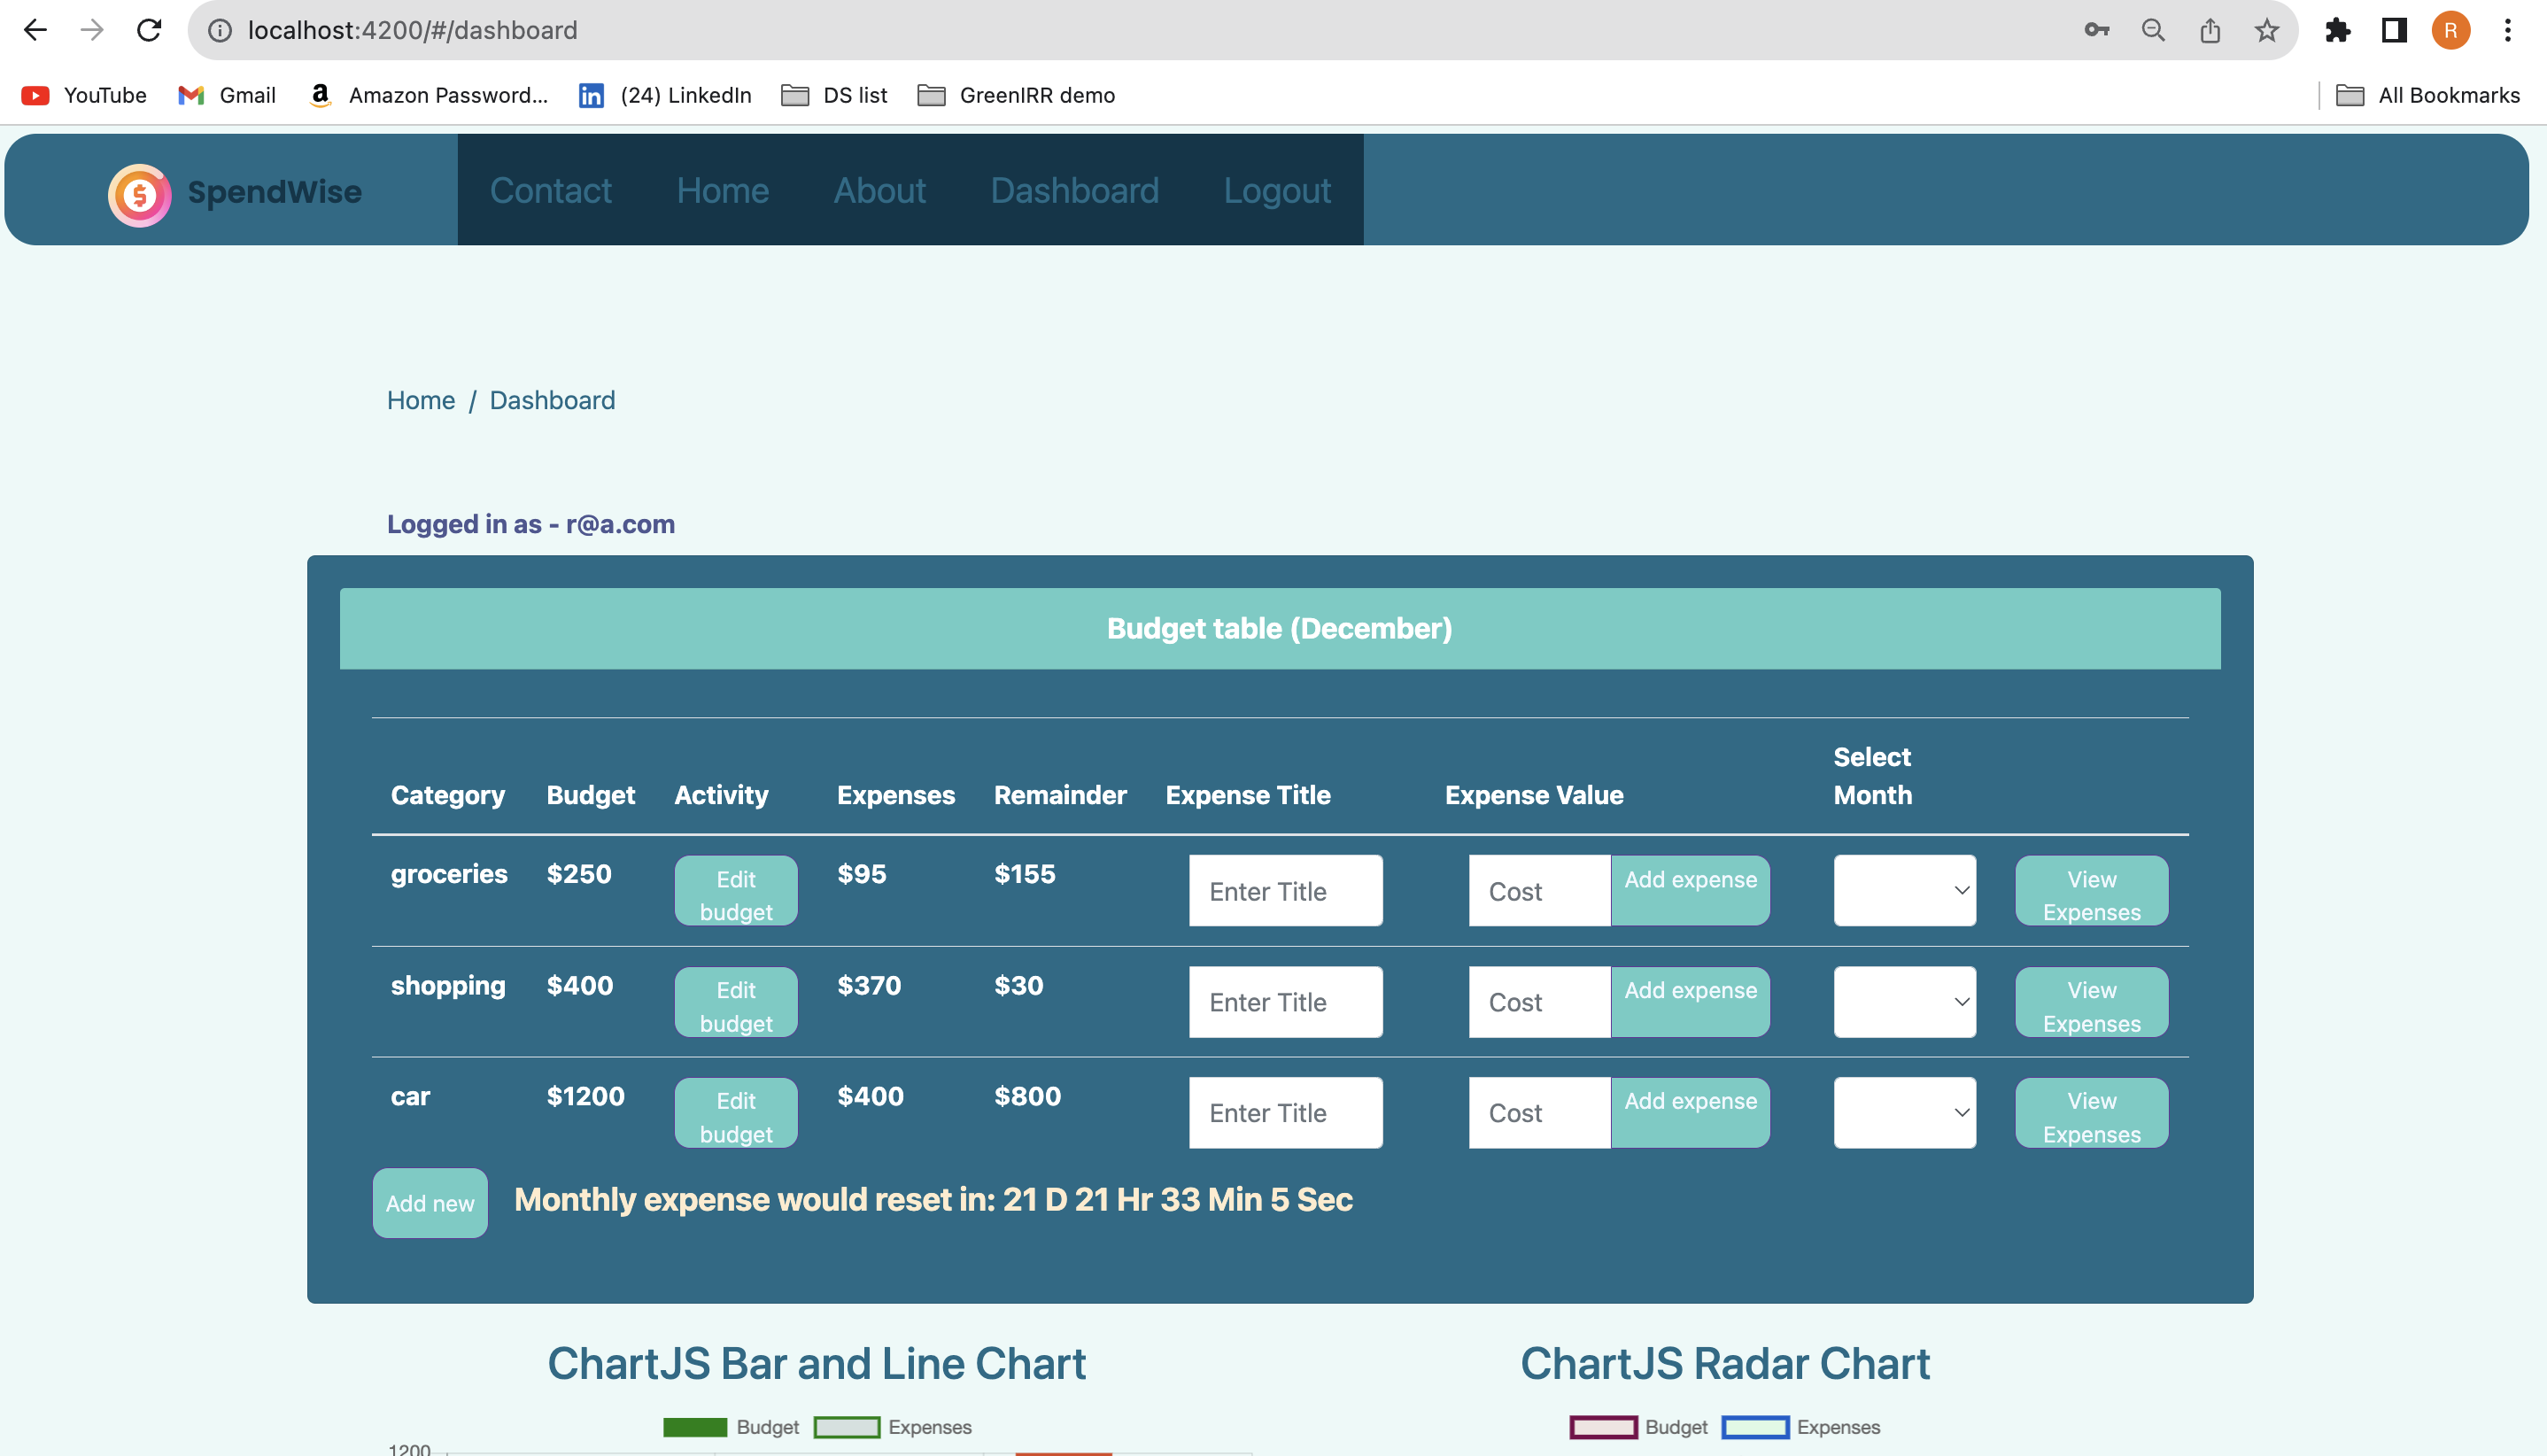 localhost:4200/#/dashboard
R
YouTube Gmail Amazon Password... (24) LinkedIn DS list GreenIRR demo All Bookmarks
SpendWise Contact Home About Dashboard Logout
Home / Dashboard
Logged in as - r@a.com
Budget table (December)
Category Budget Activity Expenses Remainder Expense Title Expense Value Select Month
groceries $250 Edit budget $95 $155 Enter Title Cost Add expense View Expenses
shopping $400 Edit budget $370 $30 Enter Title Cost Add expense View Expenses
car $1200 Edit budget $400 $800 Enter Title Cost Add expense View Expenses
Add new Monthly expense would reset in: 21 D 21 Hr 33 Min 5 Sec
ChartJS Bar and Line Chart ChartJS Radar Chart
Budget Expenses Budget Expenses
1200